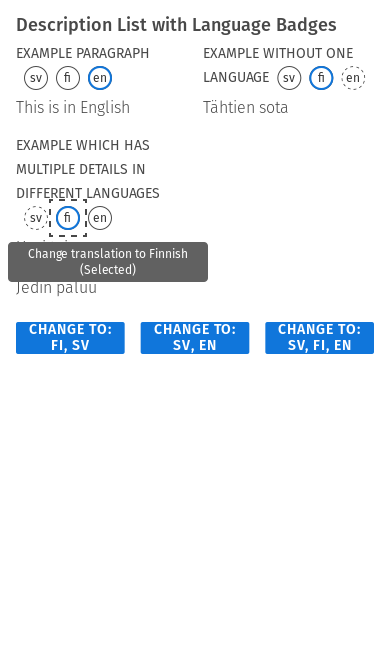 Description List with Language Badges
EXAMPLE PARAGRAPH
sv fi en
This is in English
EXAMPLE WITHOUT ONE
LANGUAGE sv fi en
Tähtien sota
EXAMPLE WHICH HAS
MULTIPLE DETAILS IN
DIFFERENT LANGUAGES
sv fi en
Change translation to Finnish
(Selected)
Jedin paluu
CHANGE TO:
FI, SV
CHANGE TO:
SV, EN
CHANGE TO:
SV, FI, EN